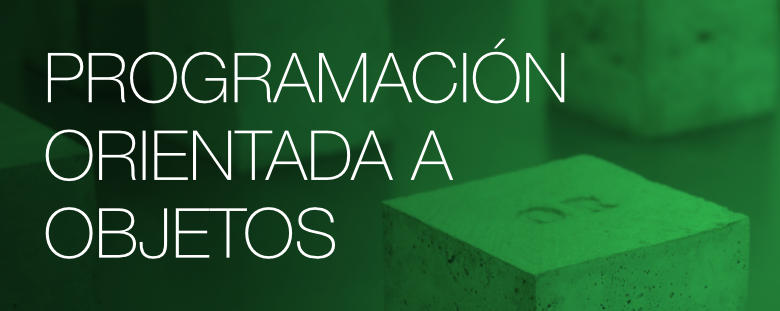 PROGRAMACIÓN
ORIENTADA A
OBJETOS